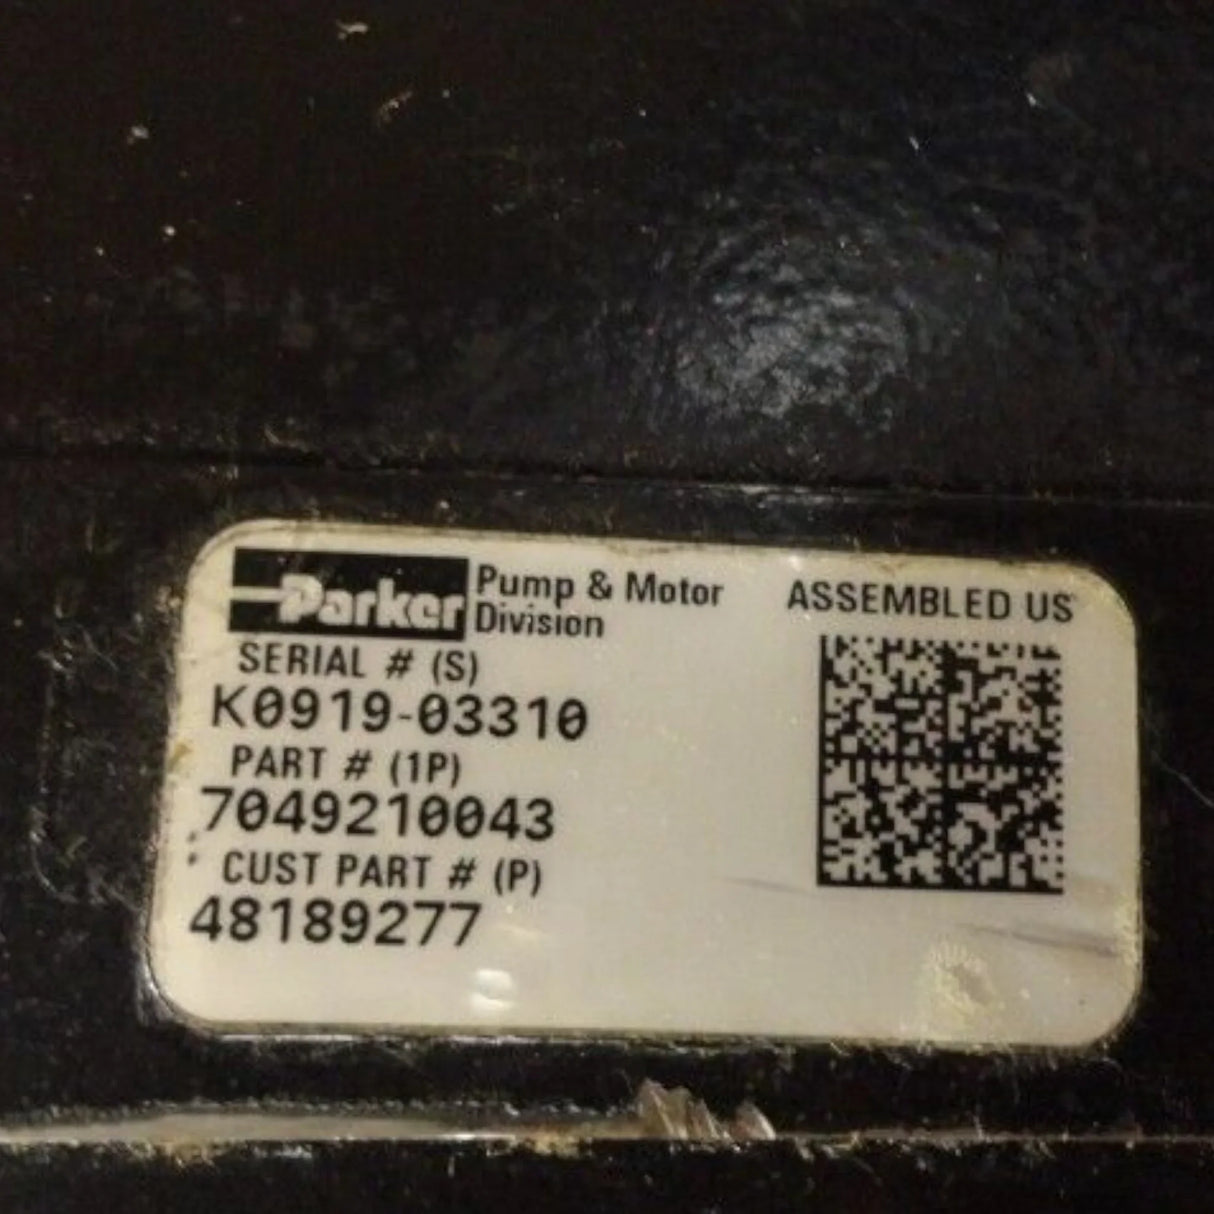 Parker Pump & Motor Division
ASSEMBLED US
SERIAL # (S)
K0919-03310
PART # (1P)
7049210043
CUST PART # (P)
48189277